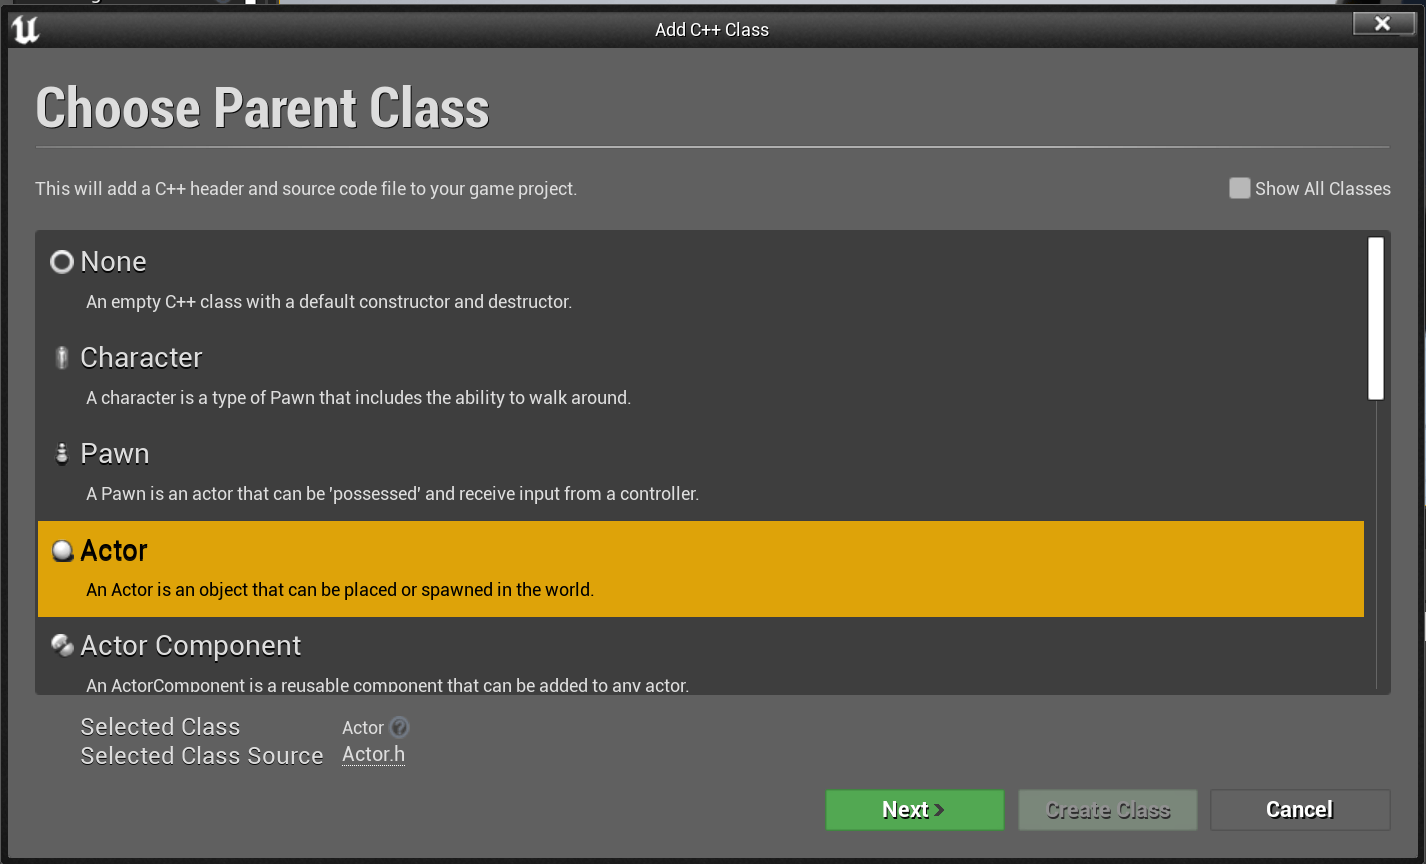 Add C++ Class
Choose Parent Class
This will add a C++ header and source code file to your game project.
Show All Classes
None
An empty C++ class with a default constructor and destructor.
Character
A character is a type of Pawn that includes the ability to walk around.
Pawn
A Pawn is an actor that can be 'possessed' and receive input from a controller.
Actor
An Actor is an object that can be placed or spawned in the world.
Actor Component
An ActorComponent is a reusable component that can be added to any actor.
Selected Class Actor ?
Selected Class Source Actor.h
Next Create Class Cancel